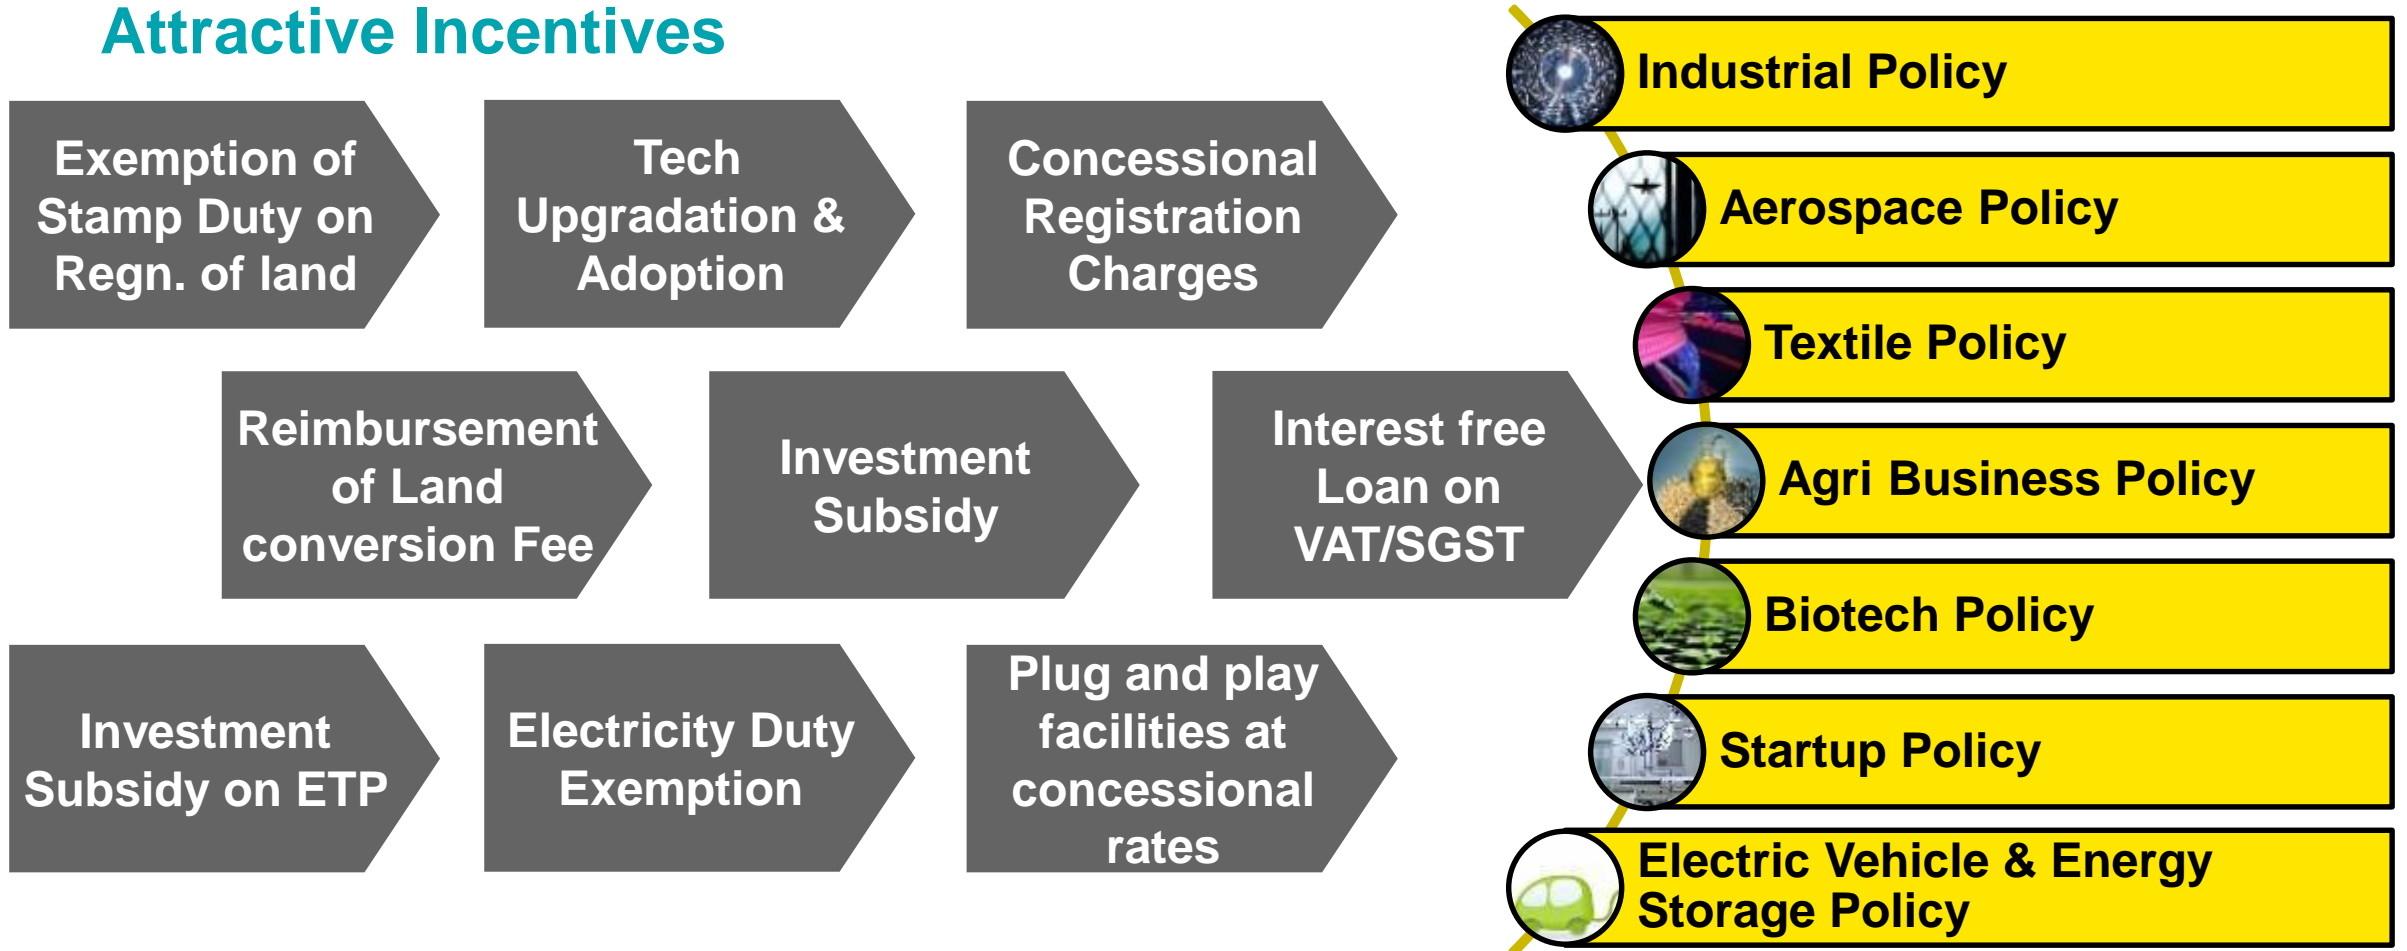 Attractive Incentives
Exemption of
Stamp Duty on
Regn. of land
Tech
Upgradation &
Adoption
Concessional
Registration
Charges
Reimbursement
of Land
conversion Fee
Investment
Subsidy
Interest free
Loan on
VAT/SGST
Investment
Subsidy on ETP
Electricity Duty
Exemption
Plug and play
facilities at
concessional
rates
Industrial Policy
Aerospace Policy
Textile Policy
Agri Business Policy
Biotech Policy
Startup Policy
Electric Vehicle & Energy
Storage Policy